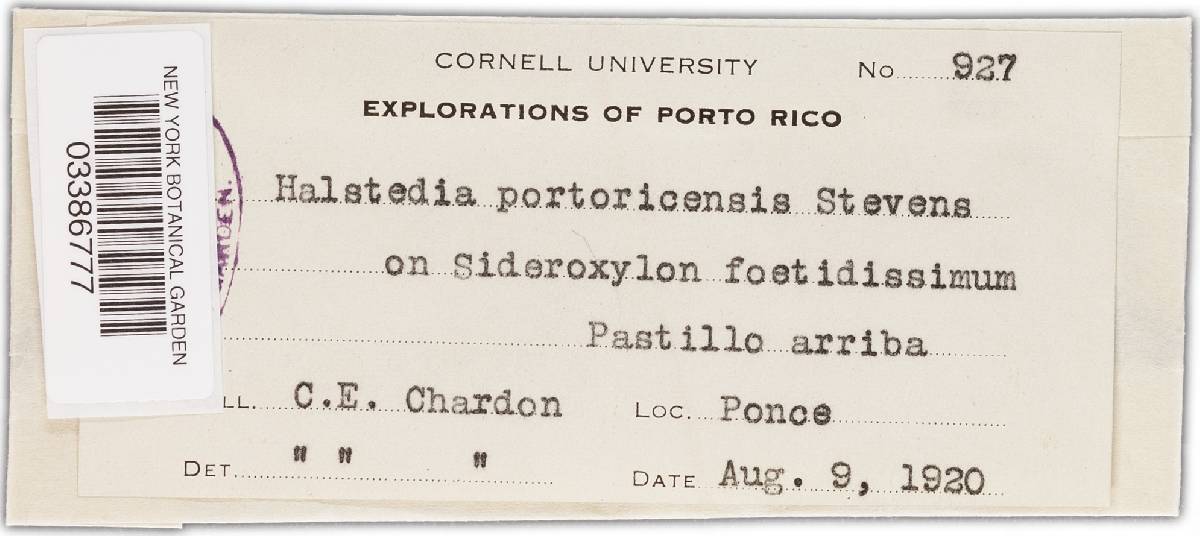 CORNELL UNIVERSITY No 927
EXPLORATIONS OF PORTO RICO
Halstedia portoricensis Stevens
on Sideroxylon foetidissimum
Pastillo arriba
LL. C.E. Chardon Loc. Ponce
DET. " " "
DATE Aug. 9, 1920
NEW YORK BOTANICAL GARDEN
03386777